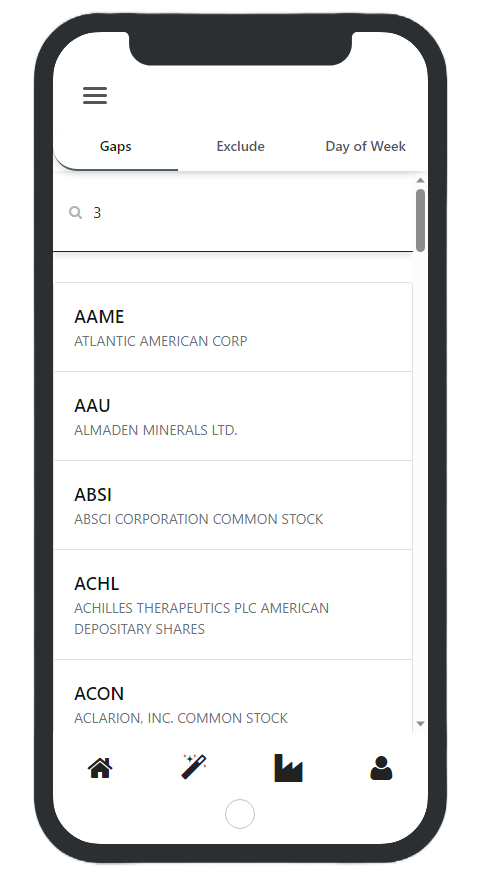 Gaps Exclude Day of Week
3
AAME
ATLANTIC AMERICAN CORP
AAU
ALMADEN MINERALS LTD.
ABSI
ABSCI CORPORATION COMMON STOCK
ACHL
ACHILLES THERAPEUTICS PLC AMERICAN
DEPOSITARY SHARES
ACON
ACLARION, INC. COMMON STOCK